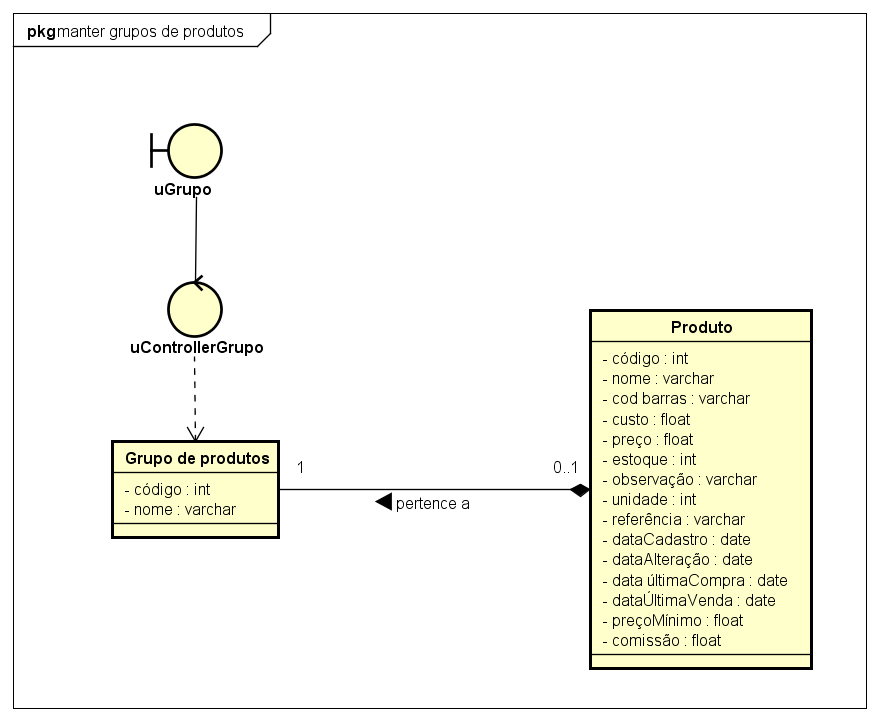 pkg manter grupos de produtos
uGrupo
uControllerGrupo
Grupo de produtos
- código : int
- nome : varchar
1
0..1
pertence a
Produto
- código : int
- nome : varchar
- cod barras : varchar
- custo : float
- preço : float
- estoque : int
- observação : varchar
- unidade : int
- referência : varchar
- dataCadastro : date
- dataAlteração : date
- data últimaCompra : date
- dataÚltimaVenda : date
- preçoMínimo : float
- comissão : float